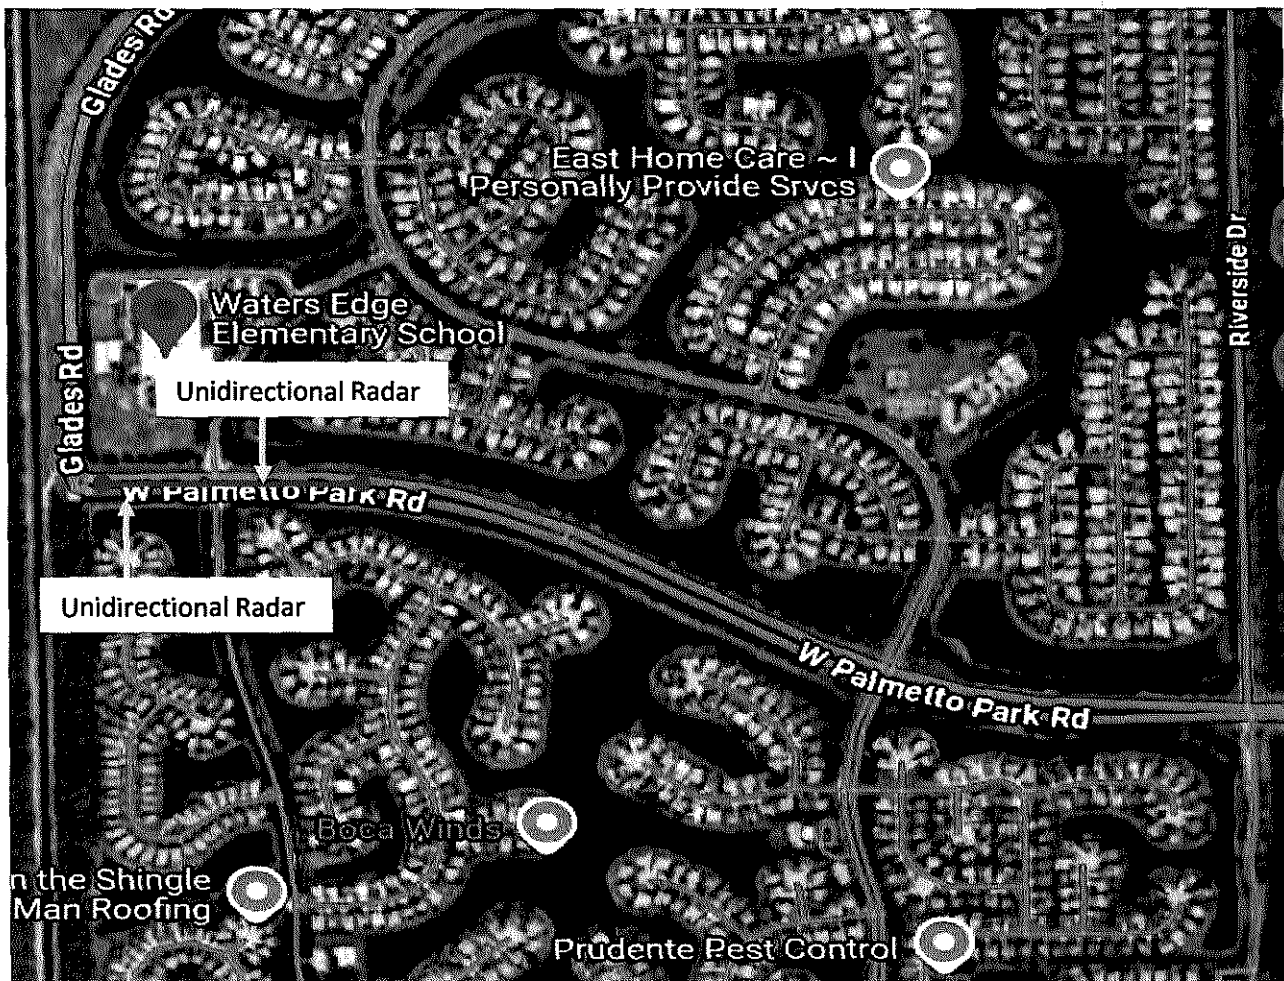 Glades Rd
East Home Care ~ I
Personally Provide Srvcs
Riverside Dr
Waters Edge
Elementary School
Unidirectional Radar
Glades Rd
W Palmetto Park Rd
Unidirectional Radar
W Palmetto Park Rd
Boca Winds
n the Shingle
Man Roofing
Prudente Pest Control